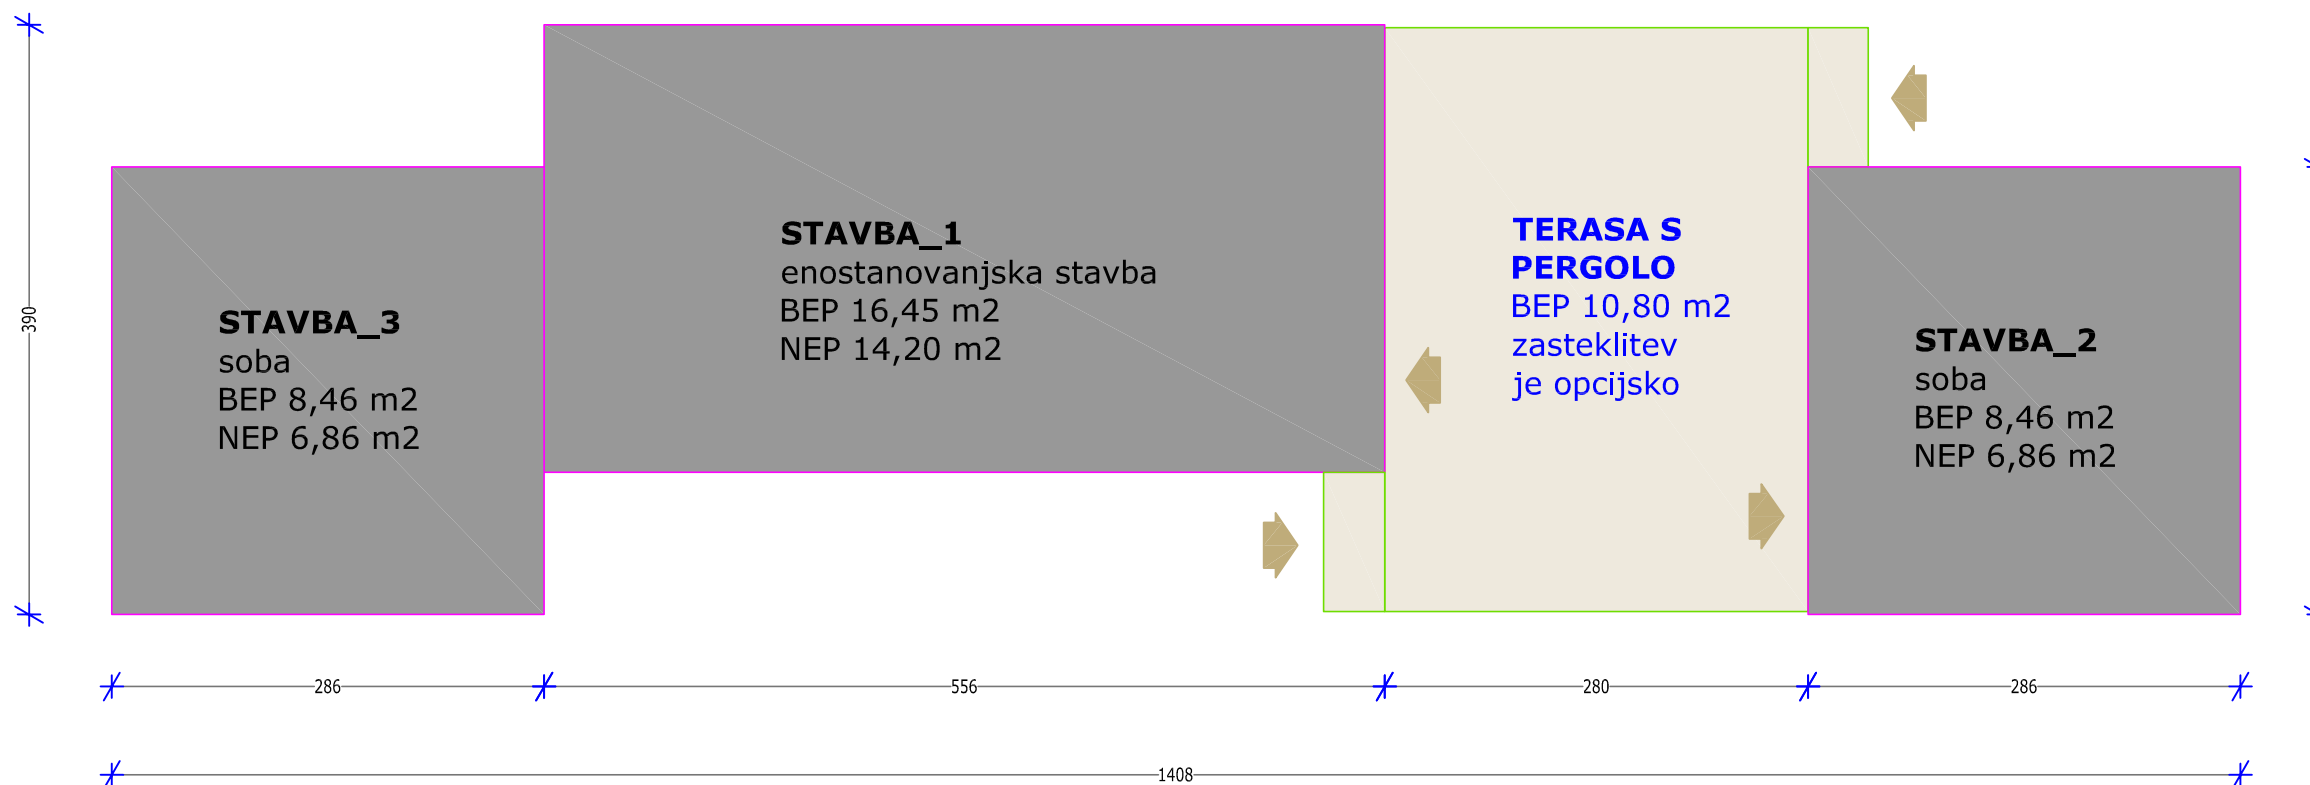 STAVBA_1
enostanovanjska stavba
BEP 16,45 m2
NEP 14,20 m2
TERASA S
PERGOLO
BEP 10,80 m2
zasteklitev
je opcijsko
STAVBA_3
soba
BEP 8,46 m2
NEP 6,86 m2
STAVBA_2
soba
BEP 8,46 m2
NEP 6,86 m2
390
286
556
280
286
1408